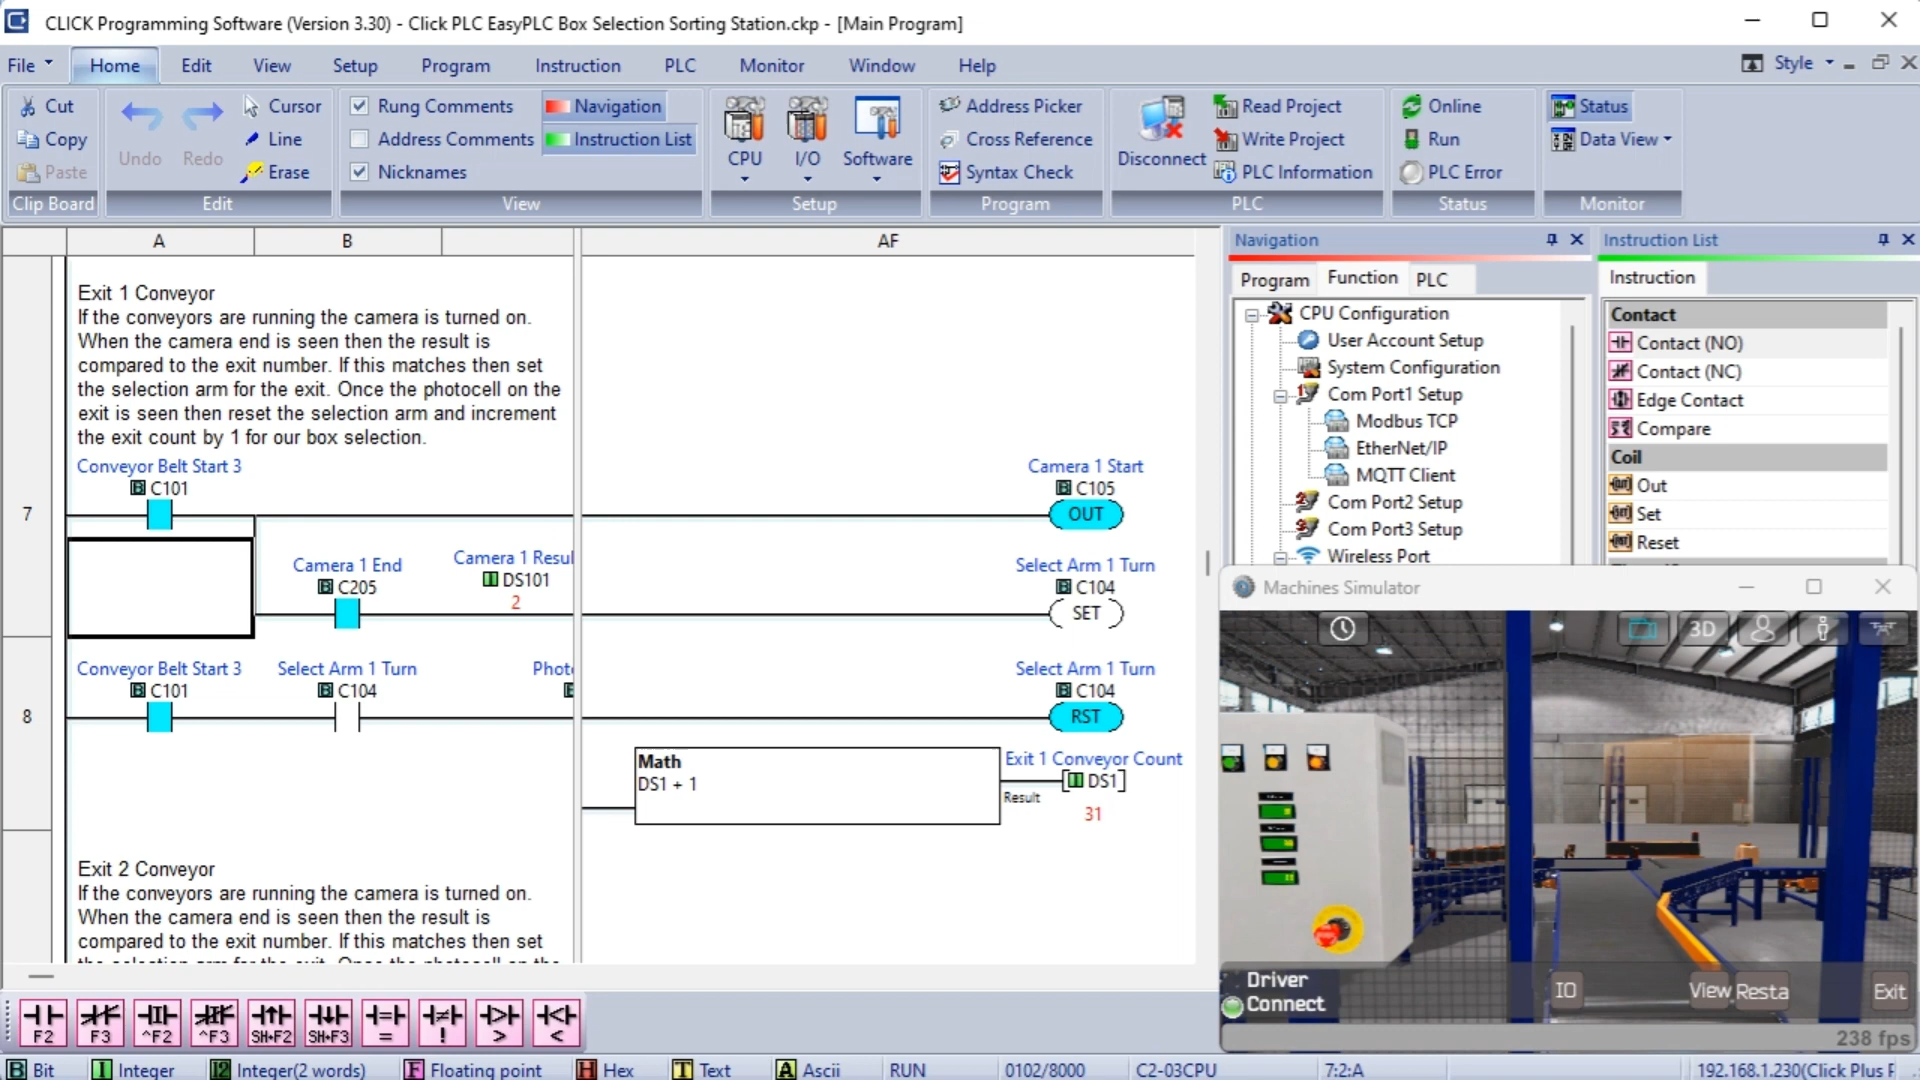 CLICK Programming Software (Version 3.30) - Click PLC EasyPLC Box Selection Sorting Station.ckp - [Main Program]
File Home Edit View Setup Program Instruction PLC Monitor Window Help Style
Cut
Copy
Paste
Clip Board
Undo Redo
Cursor
Line
Erase
Edit
Rung Comments
Address Comments
Nicknames
Navigation
Instruction List
View
CPU I/O Software
Setup
Address Picker
Cross Reference
Syntax Check
Program
Disconnect
Read Project
Write Project
PLC Information
PLC
Online
Run
PLC Error
Status
Status
Data View
Monitor
A B AF
Exit 1 Conveyor
If the conveyors are running the camera is turned on.
When the camera end is seen then the result is
compared to the exit number. If this matches then set
the selection arm for the exit. Once the photocell on the
exit is seen then reset the selection arm and increment
the exit count by 1 for our box selection.
Conveyor Belt Start 3
B C101
Camera 1 Start
B C105
7
OUT
Camera 1 End
B C205
Camera 1 Resul
I DS101
2
Select Arm 1 Turn
B C104
SET
Conveyor Belt Start 3
B C101
Select Arm 1 Turn
B C104
Photo
Select Arm 1 Turn
B C104
8
RST
Math
DS1 + 1
Result
Exit 1 Conveyor Count
DS1
31
Exit 2 Conveyor
If the conveyors are running the camera is turned on.
When the camera end is seen then the result is
compared to the exit number. If this matches then set
Navigation
Program Function PLC
CPU Configuration
User Account Setup
System Configuration
Com Port1 Setup
Modbus TCP
EtherNet/IP
MQTT Client
Com Port2 Setup
Com Port3 Setup
Wireless Port
Instruction List
Instruction
Contact
Contact (NO)
Contact (NC)
Edge Contact
Compare
Coil
Out
Set
Reset
Machines Simulator
3D
Driver
Connect
IO View Resta Exit
238 fps
F2 F3 ^F2 ^F3 SH+F2 SH+F3 = ! > <
B Bit I Integer I2 Integer(2 words) F Floating point H Hex T Text A Ascii RUN 0102/8000 C2-03CPU 7:2:A 192.168.1.230(Click Plus F